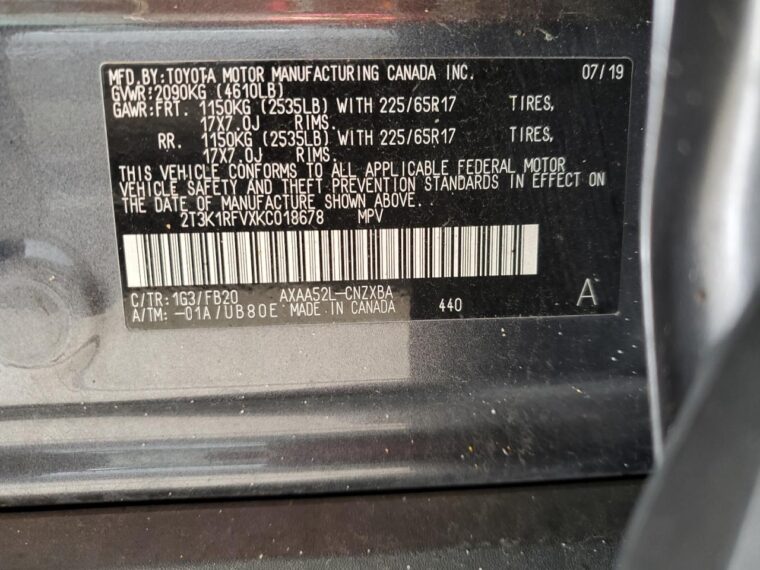 MFD.BY:TOYOTA MOTOR MANUFACTURING CANADA INC. 07/19
GVWR:2090KG (4610LB)
GAWR:FRT. 1150KG (2535LB) WITH 225/65R17 TIRES,
17X7.0J RIMS.
RR. 1150KG (2535LB) WITH 225/65R17 TIRES,
17X7.0J RIMS.
THIS VEHICLE CONFORMS TO ALL APPLICABLE FEDERAL MOTOR
VEHICLE SAFETY AND THEFT PREVENTION STANDARDS IN EFFECT ON
THE DATE OF MANUFACTURE SHOWN ABOVE.
2T3K1RFVXKC018678 MPV
C/TR:1G3/FB20 AXAA52L-CNZXBA 440 A
A/TM:-01A/UB80E MADE IN CANADA